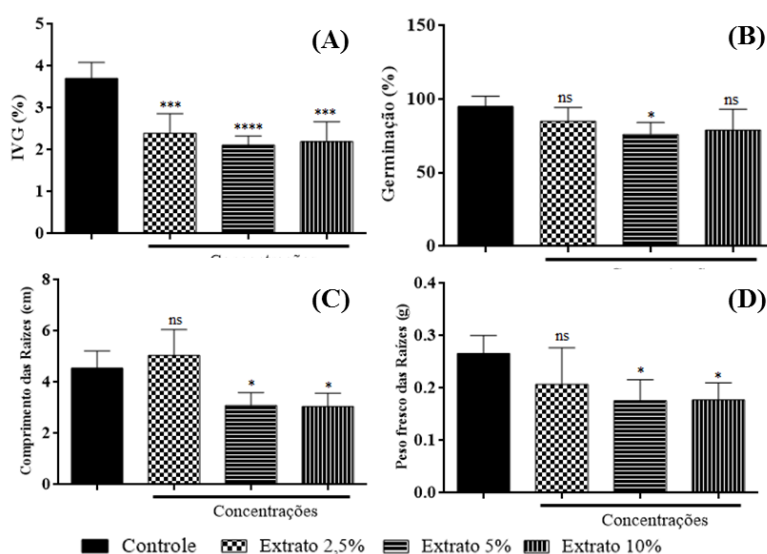 (A)
IVG (%)
5
4
3
2
1
0
***
****
***
(B)
Germinação (%)
150
100
50
0
ns
*
ns
(C)
Comprimento das Raízes (cm)
8
6
4
2
0
ns
*
*
Concentrações
(D)
Peso fresco das Raízes (g)
0.4
0.3
0.2
0.1
0.0
ns
*
*
Concentrações
Controle Extrato 2,5% Extrato 5% Extrato 10%